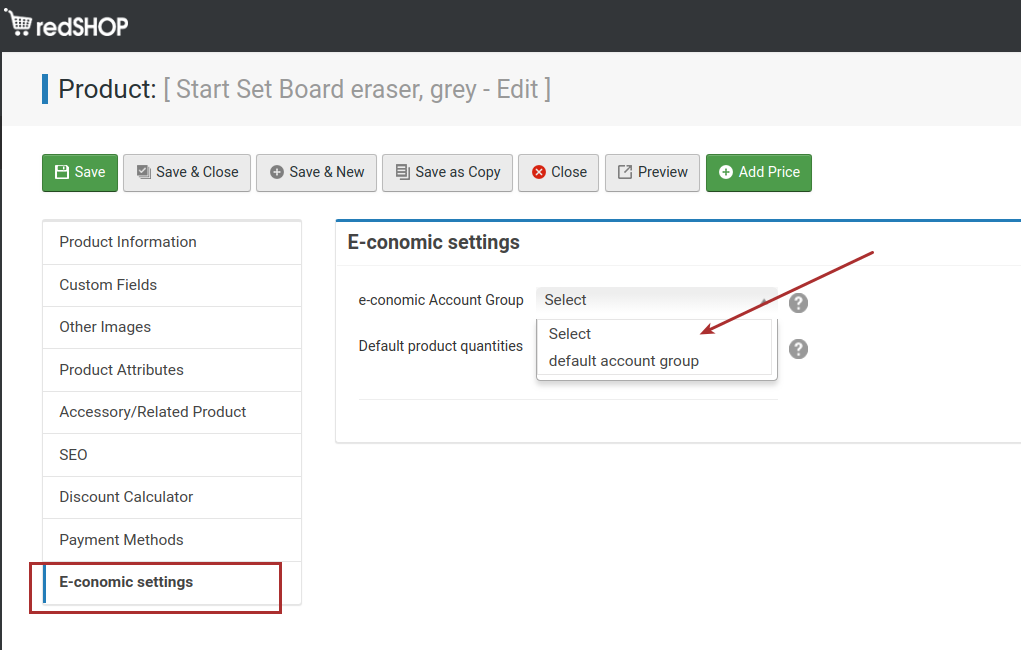 redSHOP
Product: [ Start Set Board eraser, grey - Edit ]
Save
Save & Close
Save & New
Save as Copy
Close
Preview
Add Price
Product Information
Custom Fields
Other Images
Product Attributes
Accessory/Related Product
SEO
Discount Calculator
Payment Methods
E-conomic settings
E-conomic settings
e-conomic Account Group
Select
?
Select
Default product quantities
?
default account group